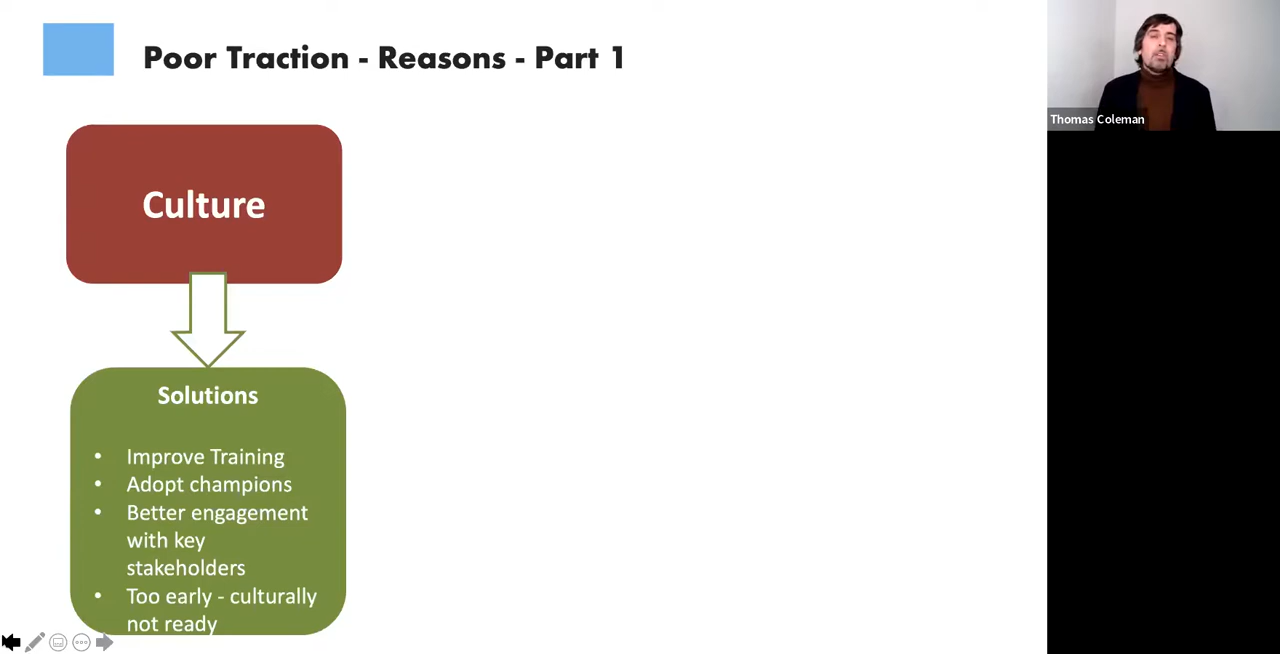 Poor Traction - Reasons - Part 1
Thomas Coleman
Culture
Solutions
• Improve Training
• Adopt champions
• Better engagement
with key
stakeholders
• Too early - culturally
not ready